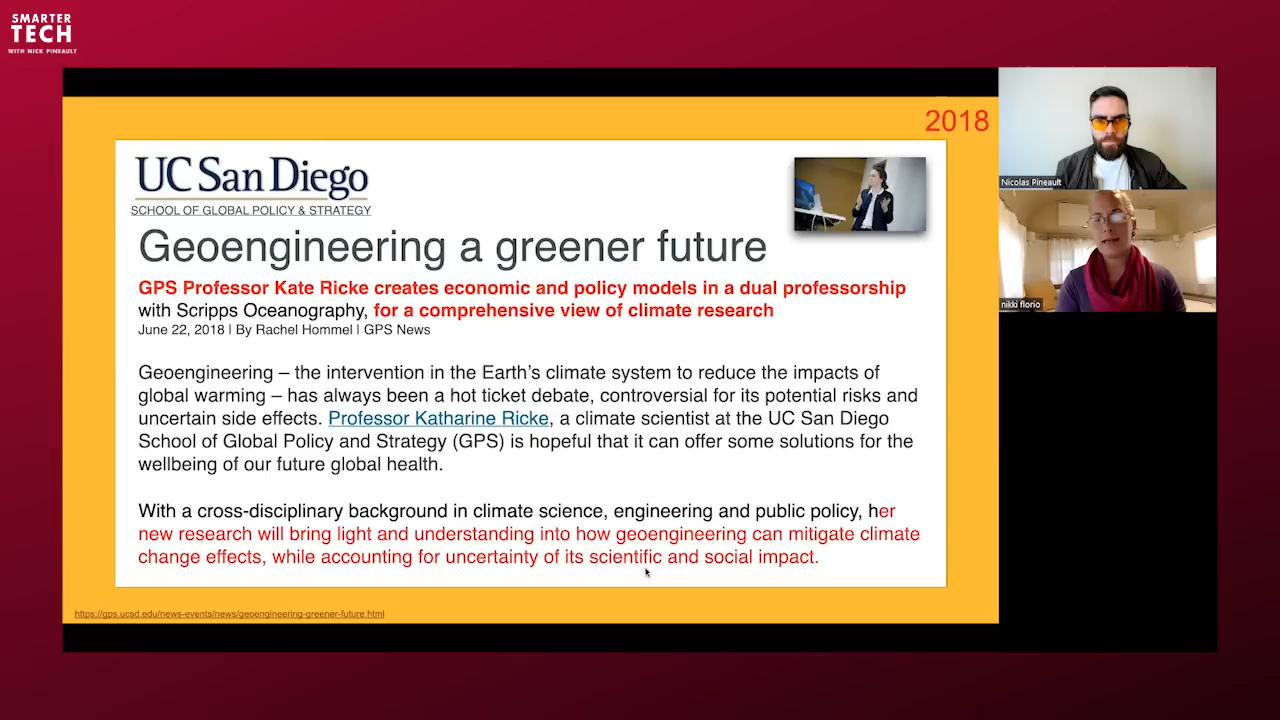 SMARTER
TECH
WITH NICK PINEAULT
2018
UC San Diego
SCHOOL OF GLOBAL POLICY & STRATEGY
Geoengineering a greener future
GPS Professor Kate Ricke creates economic and policy models in a dual professorship
with Scripps Oceanography, for a comprehensive view of climate research
June 22, 2018 | By Rachel Hommel | GPS News
Geoengineering – the intervention in the Earth's climate system to reduce the impacts of
global warming – has always been a hot ticket debate, controversial for its potential risks and
uncertain side effects. Professor Katharine Ricke, a climate scientist at the UC San Diego
School of Global Policy and Strategy (GPS) is hopeful that it can offer some solutions for the
wellbeing of our future global health.
With a cross-disciplinary background in climate science, engineering and public policy, her
new research will bring light and understanding into how geoengineering can mitigate climate
change effects, while accounting for uncertainty of its scientific and social impact.
https://gps.ucsd.edu/news-events/news/geoengineering-greener-future.html
Nicolas Pineault
nikki florio